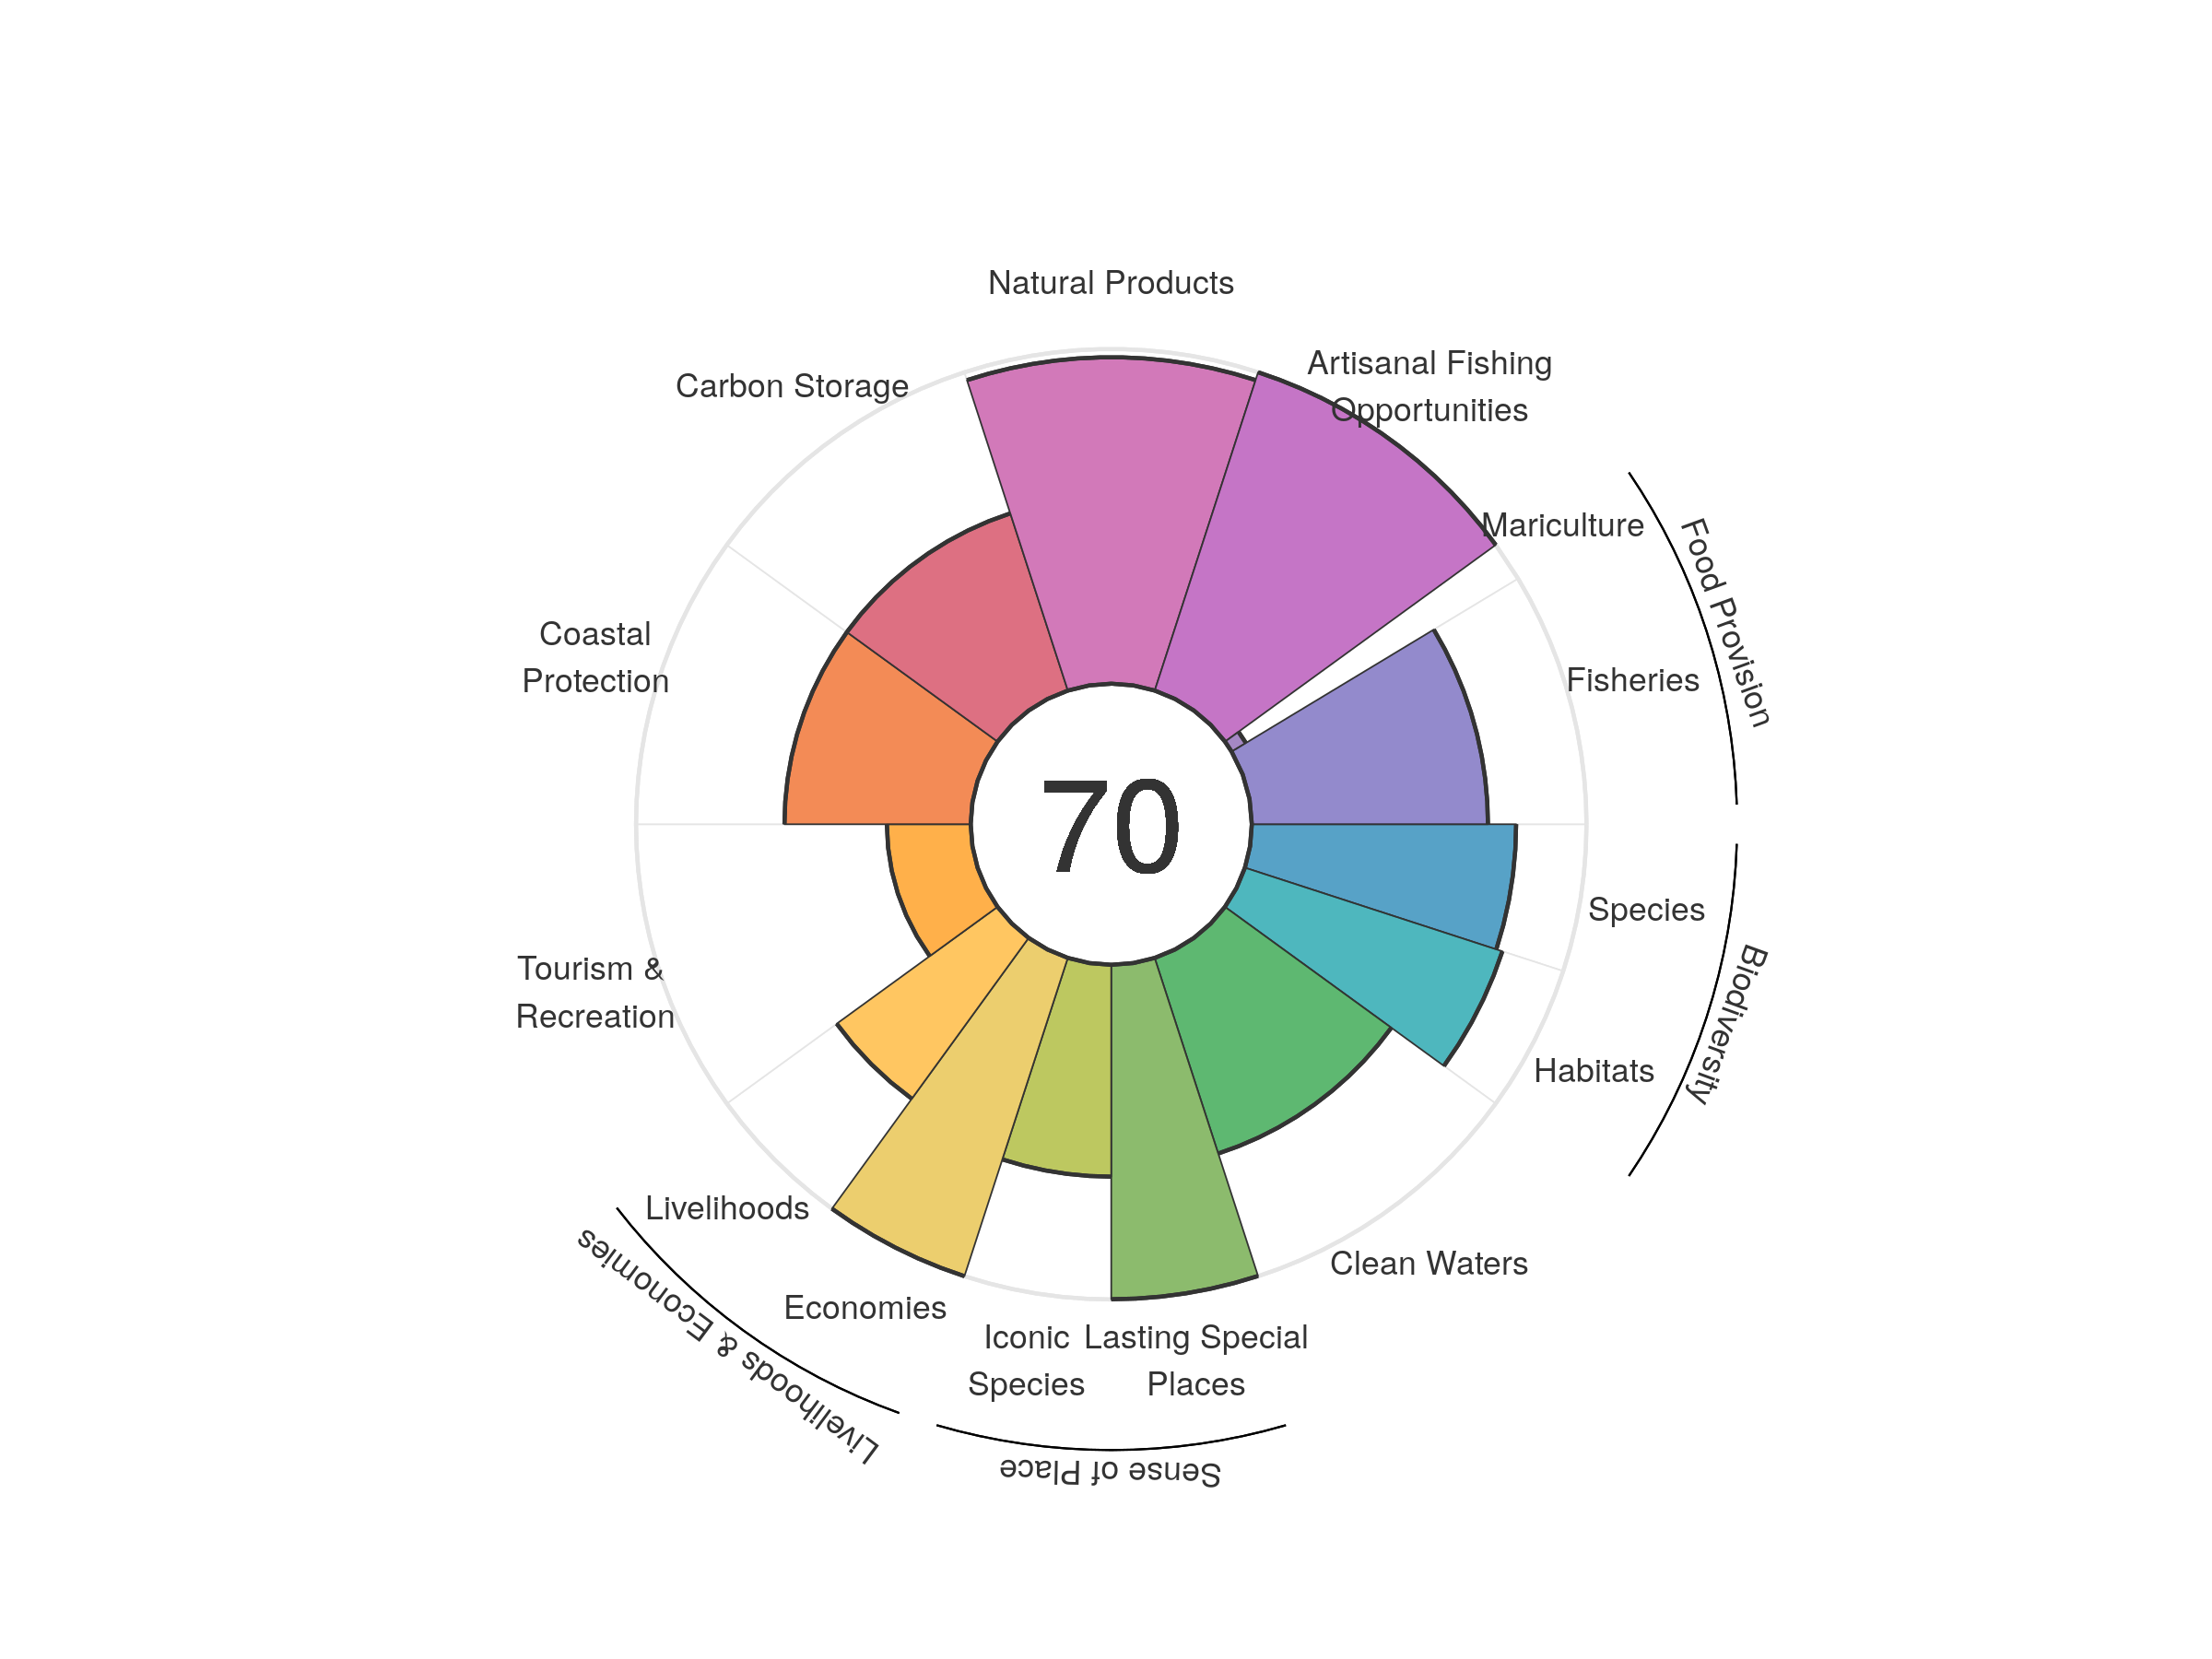 Natural Products
Artisanal Fishing
Opportunities
Carbon Storage
Mariculture
Food Provision
Coastal
Protection
Fisheries
70
Species
Biodiversity
Tourism &
Recreation
Habitats
Livelihoods
Livelihoods & Economies
Clean Waters
Economies
Iconic
Species
Lasting Special
Places
Sense of Place